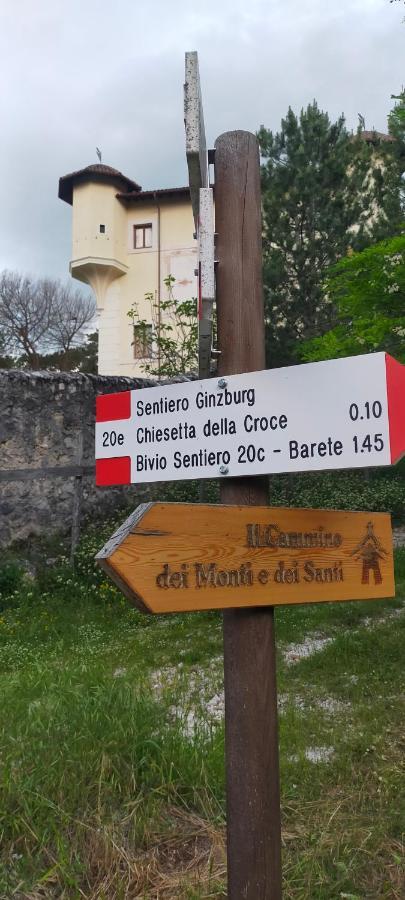 20e
Sentiero Ginzburg
Chiesetta della Croce 0.10
Bivio Sentiero 20c - Barete 1.45
Il Cammino
dei Monti e dei Santi